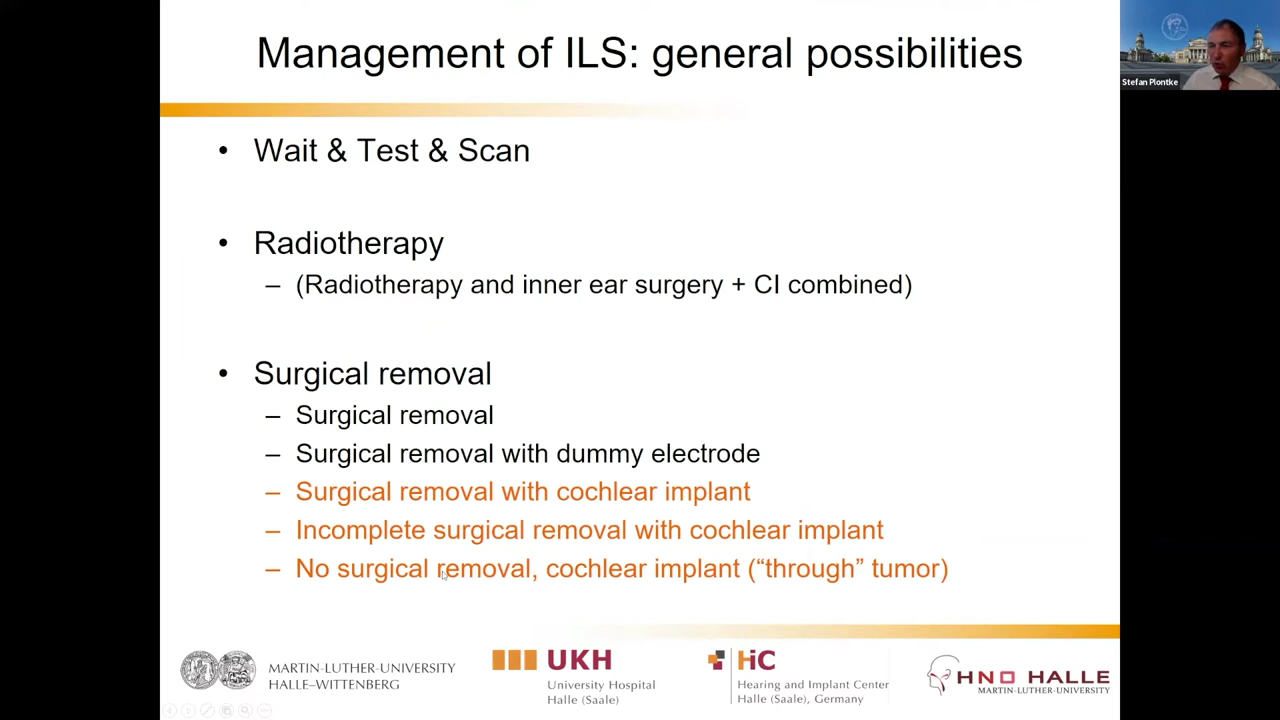 Management of ILS: general possibilities
Stefan Plontke
• Wait & Test & Scan
• Radiotherapy
– (Radiotherapy and inner ear surgery + CI combined)
• Surgical removal
– Surgical removal
– Surgical removal with dummy electrode
– Surgical removal with cochlear implant
– Incomplete surgical removal with cochlear implant
– No surgical removal, cochlear implant (“through” tumor)
MARTIN-LUTHER-UNIVERSITY
HALLE–WITTENBERG
UKH
University Hospital
Halle (Saale)
HiC
Hearing and Implant Center
Halle (Saale), Germany
HNO HALLE
MARTIN-LUTHER-UNIVERSITY